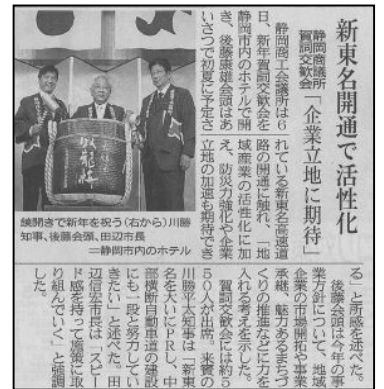 新東名開通で活性化
静岡商議所
賀詞交歓会
「企業立地に期待」
静岡商工会議所は6
日、新年賀詞交歓会を
静岡市内のホテルで開
き、後藤康雄会頭はあ
いさつで初夏に予定さ
れている新東名高速道
路の開通に触れ、「地
域産業の活性化に加
え、防災力強化や企業
立地の加速も期待でき
る」と所感を述べた。
後藤会頭は今年の事
業方針について、地場
企業の市場開拓や事業
承継、魅力あるまちづ
くりの推進などに力を
入れる考えを示した。
賀詞交歓会には約5
50人が出席。来賓の
川勝平太知事は「新東
名を大いにPRし、中
部横断自動車道の建設
にも一段と努力してい
きたい」と述べた。田
辺信宏市長は「スピー
ド感を持って施策に取
り組んでいく」と強調
した。
鏡開きで新年を祝う(右から)川勝
知事、後藤会頭、田辺市長
=静岡市内のホテル